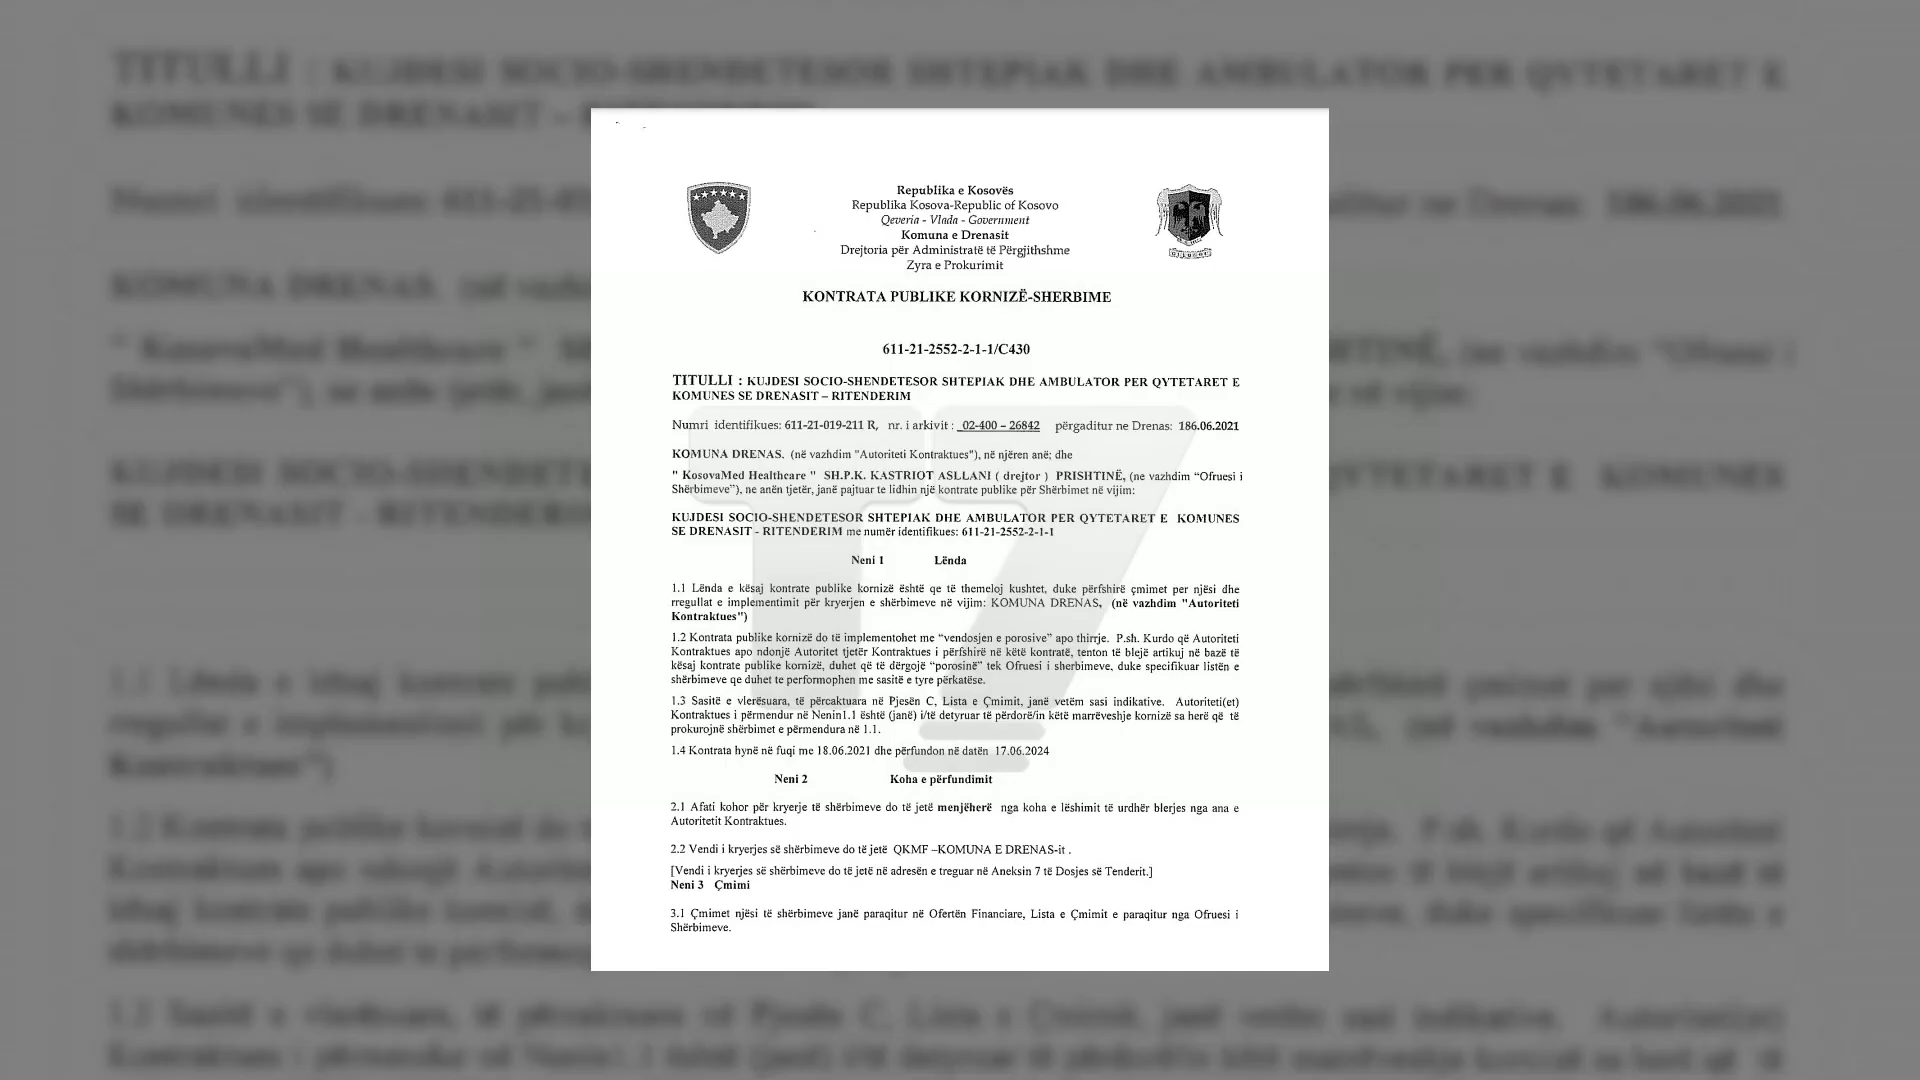 Republika e Kosovës
Republika Kosova-Republic of Kosovo
Qeveria - Vlada - Government
Komuna e Drenasit
Drejtoria për Administratë të Përgjithshme
Zyra e Prokurimit
KONTRATA PUBLIKE KORNIZË-SHERBIME
611-21-2552-2-1-1/C430
TITULLI : KUJDESI SOCIO-SHENDETESOR SHTEPIAK DHE AMBULATOR PER QYTETARET E
KOMUNES SE DRENASIT – RITENDERIM
Numri identifikues: 611-21-019-211 R, nr. i arkivit : 02-400 – 26842 përgaditur ne Drenas: 186.06.2021
KOMUNA DRENAS. (në vazhdim "Autoriteti Kontraktues"), në njëren anë; dhe
" KosovaMed Healthcare " SH.P.K. KASTRIOT ASLLANI ( drejtor ) PRISHTINË, (ne vazhdim “Ofruesi i
Shërbimeve”), ne anën tjetër, janë pajtuar te lidhin një kontrate publike për Shërbimet në vijim:
KUJDESI SOCIO-SHENDETESOR SHTEPIAK DHE AMBULATOR PER QYTETARET E KOMUNES
SE DRENASIT - RITENDERIM me numër identifikues: 611-21-2552-2-1-1
Neni 1 Lënda
1.1 Lënda e kësaj kontrate publike kornizë është qe të themeloj kushtet, duke përfshirë çmimet per njësi dhe
rregullat e implementimit për kryerjen e shërbimeve në vijim: KOMUNA DRENAS, (në vazhdim "Autoriteti
Kontraktues")
1.2 Kontrata publike kornizë do të implementohet me “vendosjen e porosive” apo thirrje. P.sh. Kurdo që Autoriteti
Kontraktues apo ndonjë Autoritet tjetër Kontraktues i përfshirë në këtë kontratë, tenton të blejë artikuj në bazë të
kësaj kontrate publike kornizë, duhet që të dërgojë “porosinë” tek Ofruesi i sherbimeve, duke specifikuar listën e
shërbimeve qe duhet te performophen me sasitë e tyre përkatëse.
1.3 Sasitë e vlerësuara, të përcaktuara në Pjesën C, Lista e Çmimit, janë vetëm sasi indikative. Autoriteti(et)
Kontraktues i përmendur në Nenin1.1 është (janë) i/të detyruar të përdorë/in këtë marrëveshje kornizë sa herë që të
prokurojnë shërbimet e përmendura në 1.1.
1.4 Kontrata hynë në fuqi me 18.06.2021 dhe përfundon në datën 17.06.2024
Neni 2 Koha e përfundimit
2.1 Afati kohor për kryerje të shërbimeve do të jetë menjëherë nga koha e lëshimit të urdhër blerjes nga ana e
Autoritetit Kontraktues.
2.2 Vendi i kryerjes së shërbimeve do të jetë QKMF –KOMUNA E DRENAS-it .
[Vendi i kryerjes së shërbimeve do të jetë në adresën e treguar në Aneksin 7 të Dosjes së Tenderit.]
Neni 3 Çmimi
3.1 Çmimet njësi të shërbimeve janë paraqitur në Ofertën Financiare, Lista e Çmimit e paraqitur nga Ofruesi i
Shërbimeve.